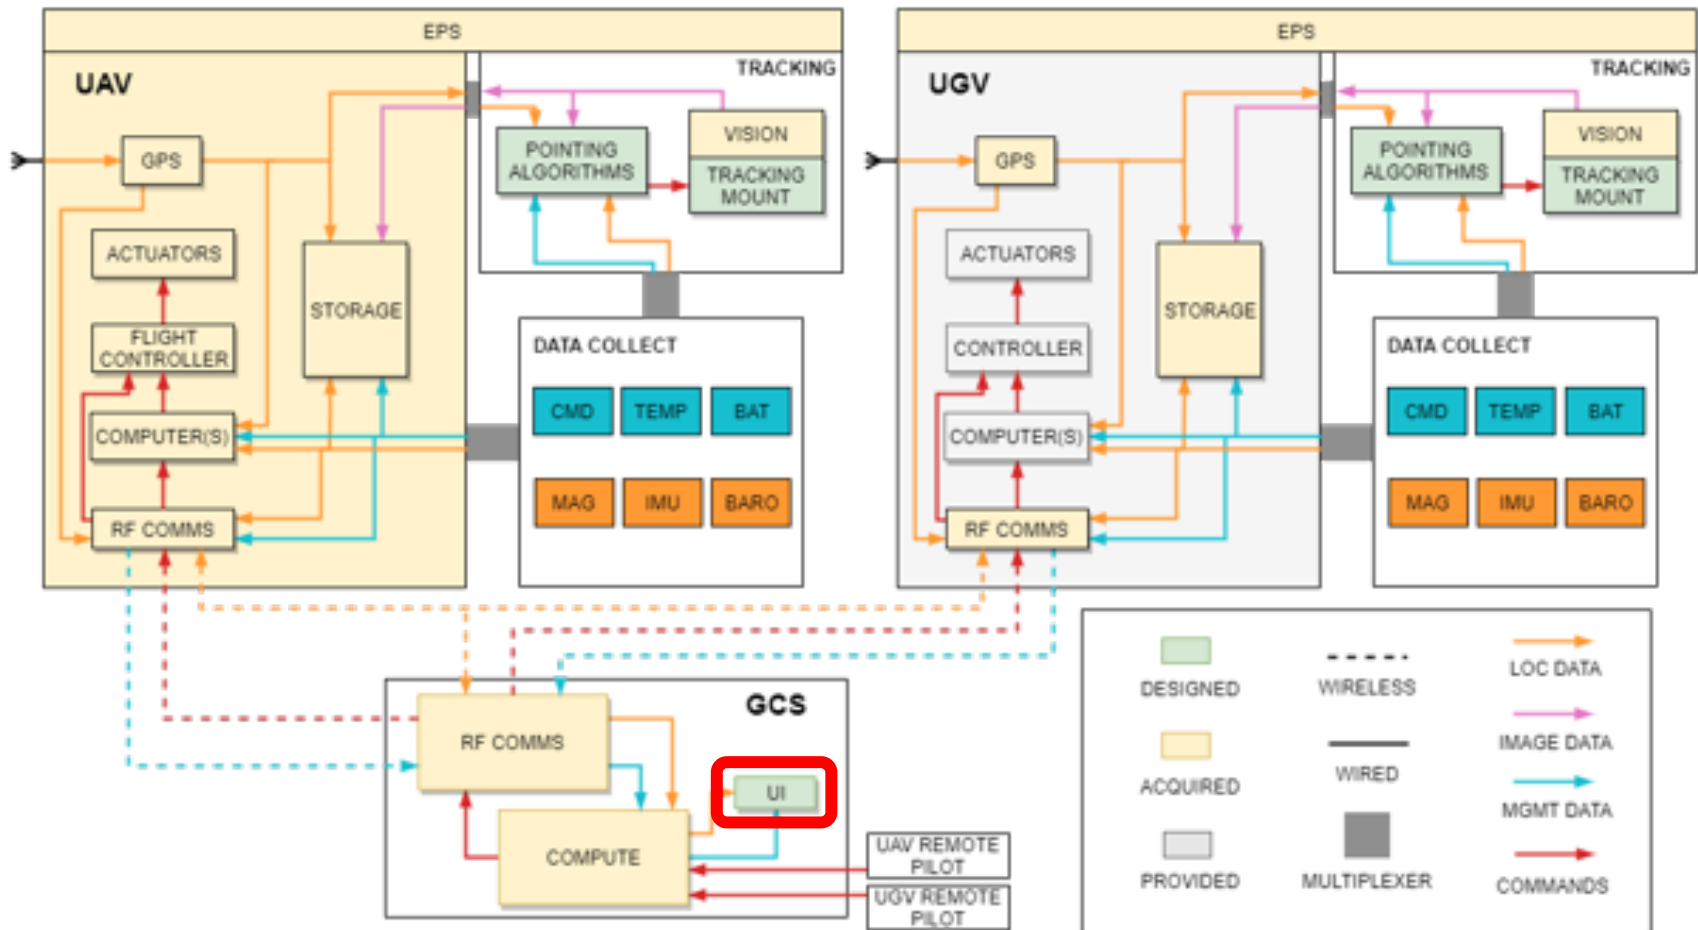 EPS
UAV
TRACKING
GPS
VISION
POINTING
ALGORITHMS
TRACKING
MOUNT
ACTUATORS
STORAGE
FLIGHT
CONTROLLER
DATA COLLECT
CMD TEMP BAT
COMPUTER(S)
MAG IMU BARO
RF COMMS
EPS
UGV
TRACKING
GPS
VISION
POINTING
ALGORITHMS
TRACKING
MOUNT
ACTUATORS
STORAGE
CONTROLLER
DATA COLLECT
CMD TEMP BAT
COMPUTER(S)
MAG IMU BARO
RF COMMS
GCS
RF COMMS
UI
COMPUTE
UAV REMOTE
PILOT
UGV REMOTE
PILOT
DESIGNED
WIRELESS
LOC DATA
ACQUIRED
WIRED
IMAGE DATA
MGMT DATA
PROVIDED
MULTIPLEXER
COMMANDS